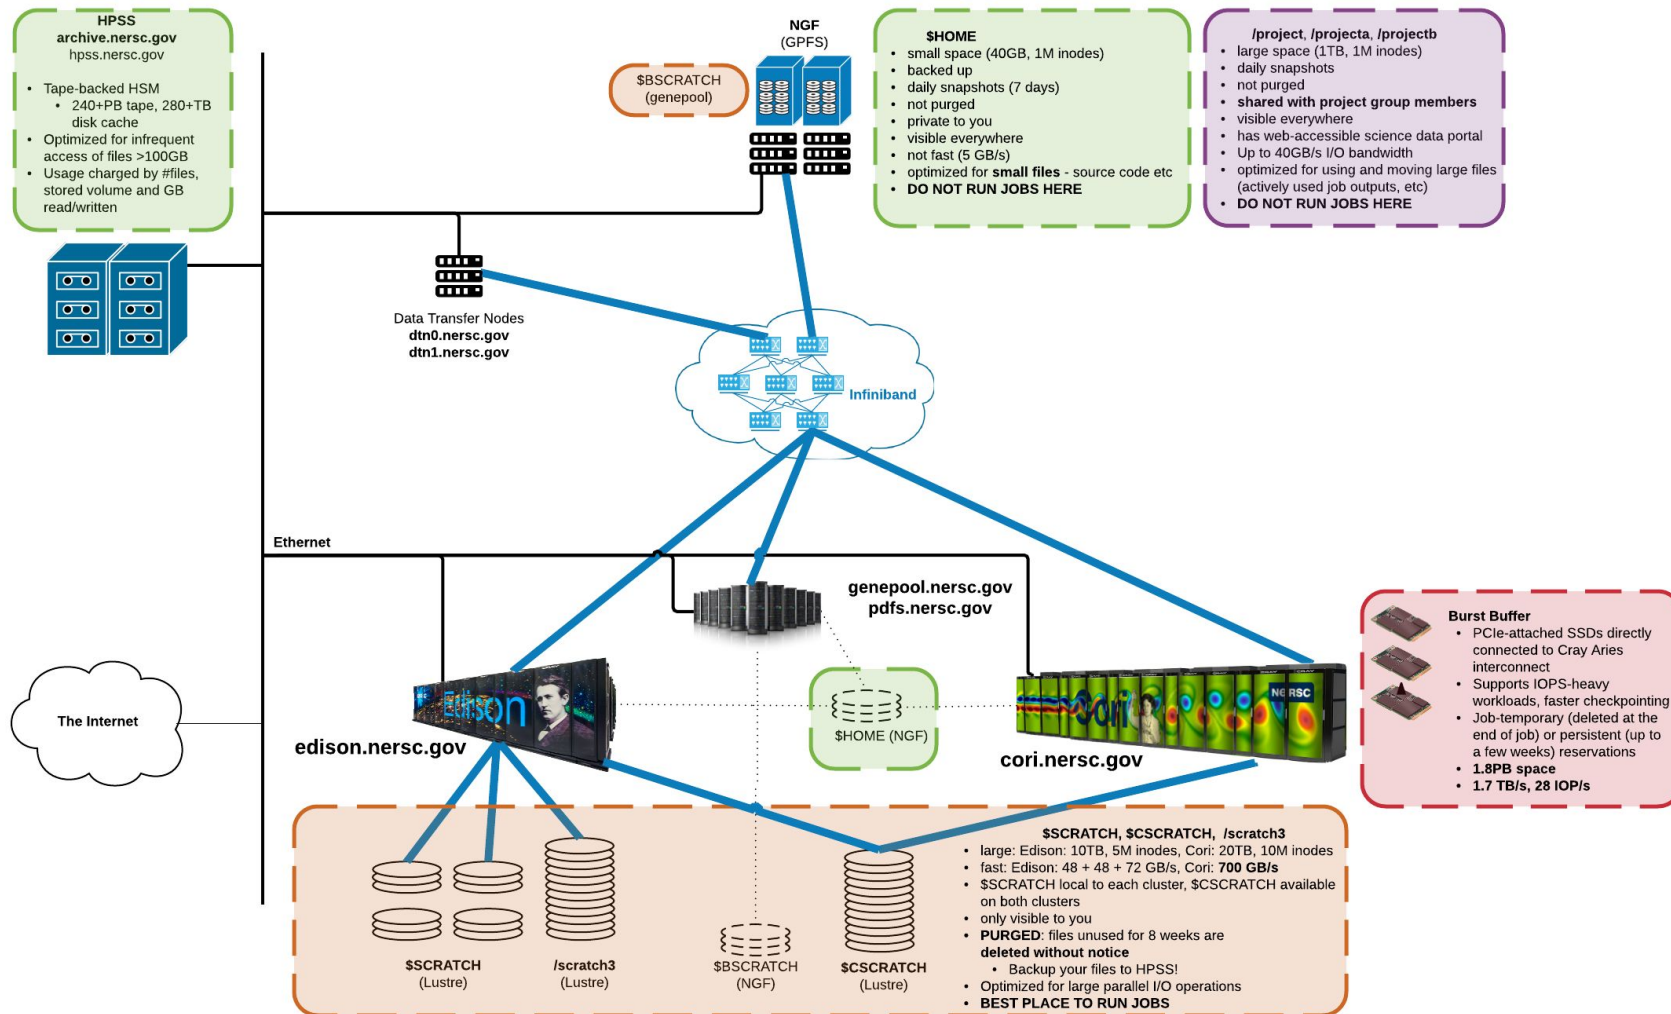 HPSS
archive.nersc.gov
hpss.nersc.gov
• Tape-backed HSM
• 240+PB tape, 280+TB
disk cache
• Optimized for infrequent
access of files >100GB
• Usage charged by #files,
stored volume and GB
read/written
NGF
(GPFS)
$BSCRATCH
(genepool)
$HOME
• small space (40GB, 1M inodes)
• backed up
• daily snapshots (7 days)
• not purged
• private to you
• visible everywhere
• not fast (5 GB/s)
• optimized for small files - source code etc
• DO NOT RUN JOBS HERE
/project, /projecta, /projectb
• large space (1TB, 1M inodes)
• daily snapshots
• not purged
• shared with project group members
• visible everywhere
• has web-accessible science data portal
• Up to 40GB/s I/O bandwidth
• optimized for using and moving large files
(actively used job outputs, etc)
• DO NOT RUN JOBS HERE
Data Transfer Nodes
dtn0.nersc.gov
dtn1.nersc.gov
Infiniband
Ethernet
genepool.nersc.gov
pdfs.nersc.gov
The Internet
Edison
edison.nersc.gov
$HOME (NGF)
Cori
NERSC
cori.nersc.gov
Burst Buffer
• PCIe-attached SSDs directly
connected to Cray Aries
interconnect
• Supports IOPS-heavy
workloads, faster checkpointing
• Job-temporary (deleted at the
end of job) or persistent (up to
a few weeks) reservations
• 1.8PB space
• 1.7 TB/s, 28 IOP/s
$SCRATCH
(Lustre)
/scratch3
(Lustre)
$BSCRATCH
(NGF)
$CSCRATCH
(Lustre)
$SCRATCH, $CSCRATCH, /scratch3
• large: Edison: 10TB, 5M inodes, Cori: 20TB, 10M inodes
• fast: Edison: 48 + 48 + 72 GB/s, Cori: 700 GB/s
• $SCRATCH local to each cluster, $CSCRATCH available
on both clusters
• only visible to you
• PURGED: files unused for 8 weeks are
deleted without notice
• Backup your files to HPSS!
• Optimized for large parallel I/O operations
• BEST PLACE TO RUN JOBS